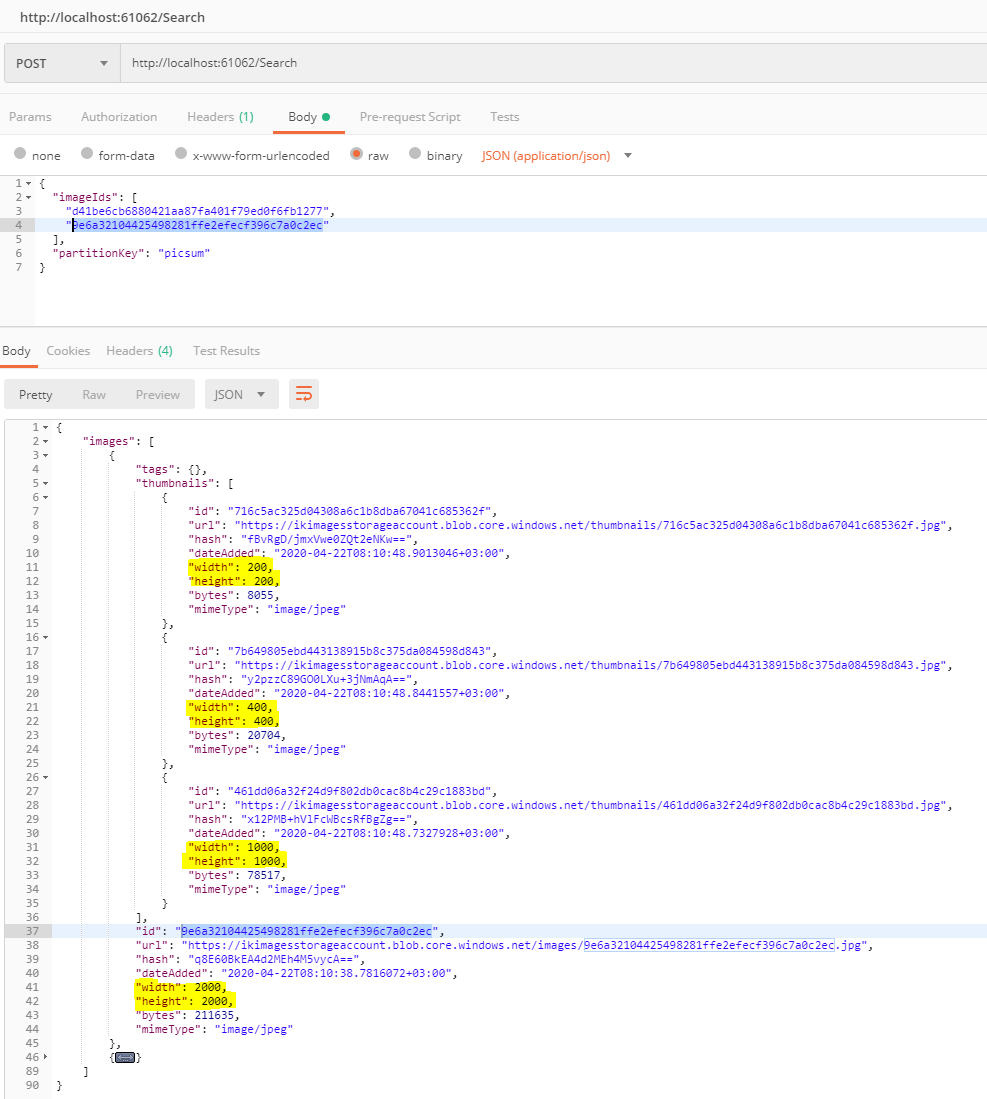 http://localhost:61062/Search
POST http://localhost:61062/Search
Params Authorization Headers (1) Body Pre-request Script Tests
none form-data x-www-form-urlencoded raw binary JSON (application/json)
1 {
2 "imageIds": [
3 "d41be6cb6880421aa87fa401f79ed0f6fb1277",
4 "9e6a32104425498281ffe2efecf396c7a0c2ec"
5 ],
6 "partitionKey": "picsum"
7 }
Body Cookies Headers (4) Test Results
Pretty Raw Preview JSON
1 {
2 "images": [
3 {
4 "tags": {},
5 "thumbnails": [
6 {
7 "id": "716c5ac325d04308a6c1b8dba67041c685362f",
8 "url": "https://ikimagesstorageaccount.blob.core.windows.net/thumbnails/716c5ac325d04308a6c1b8dba67041c685362f.jpg",
9 "hash": "fBvRgD/jmxVwe0ZQt2eNKw==",
10 "dateAdded": "2020-04-22T08:10:48.9013046+03:00",
11 "width": 200,
12 "height": 200,
13 "bytes": 8055,
14 "mimeType": "image/jpeg"
15 },
16 {
17 "id": "7b649805ebd443138915b8c375da084598d843",
18 "url": "https://ikimagesstorageaccount.blob.core.windows.net/thumbnails/7b649805ebd443138915b8c375da084598d843.jpg",
19 "hash": "y2pzzC89GO0LXu+3jNmAqA==",
20 "dateAdded": "2020-04-22T08:10:48.8441557+03:00",
21 "width": 400,
22 "height": 400,
23 "bytes": 20704,
24 "mimeType": "image/jpeg"
25 },
26 {
27 "id": "461dd06a32f24d9f802db0cac8b4c29c1883bd",
28 "url": "https://ikimagesstorageaccount.blob.core.windows.net/thumbnails/461dd06a32f24d9f802db0cac8b4c29c1883bd.jpg",
29 "hash": "x12PMB+hVlFcWBcsRfBgZg==",
30 "dateAdded": "2020-04-22T08:10:48.7327928+03:00",
31 "width": 1000,
32 "height": 1000,
33 "bytes": 78517,
34 "mimeType": "image/jpeg"
35 }
36 ],
37 "id": "9e6a32104425498281ffe2efecf396c7a0c2ec",
38 "url": "https://ikimagesstorageaccount.blob.core.windows.net/images/9e6a32104425498281ffe2efecf396c7a0c2ec.jpg",
39 "hash": "q8E60BkEA4d2MEh4M5vycA==",
40 "dateAdded": "2020-04-22T08:10:38.7816072+03:00",
41 "width": 2000,
42 "height": 2000,
43 "bytes": 211635,
44 "mimeType": "image/jpeg"
45 },
46 {}
89 ]
90 }